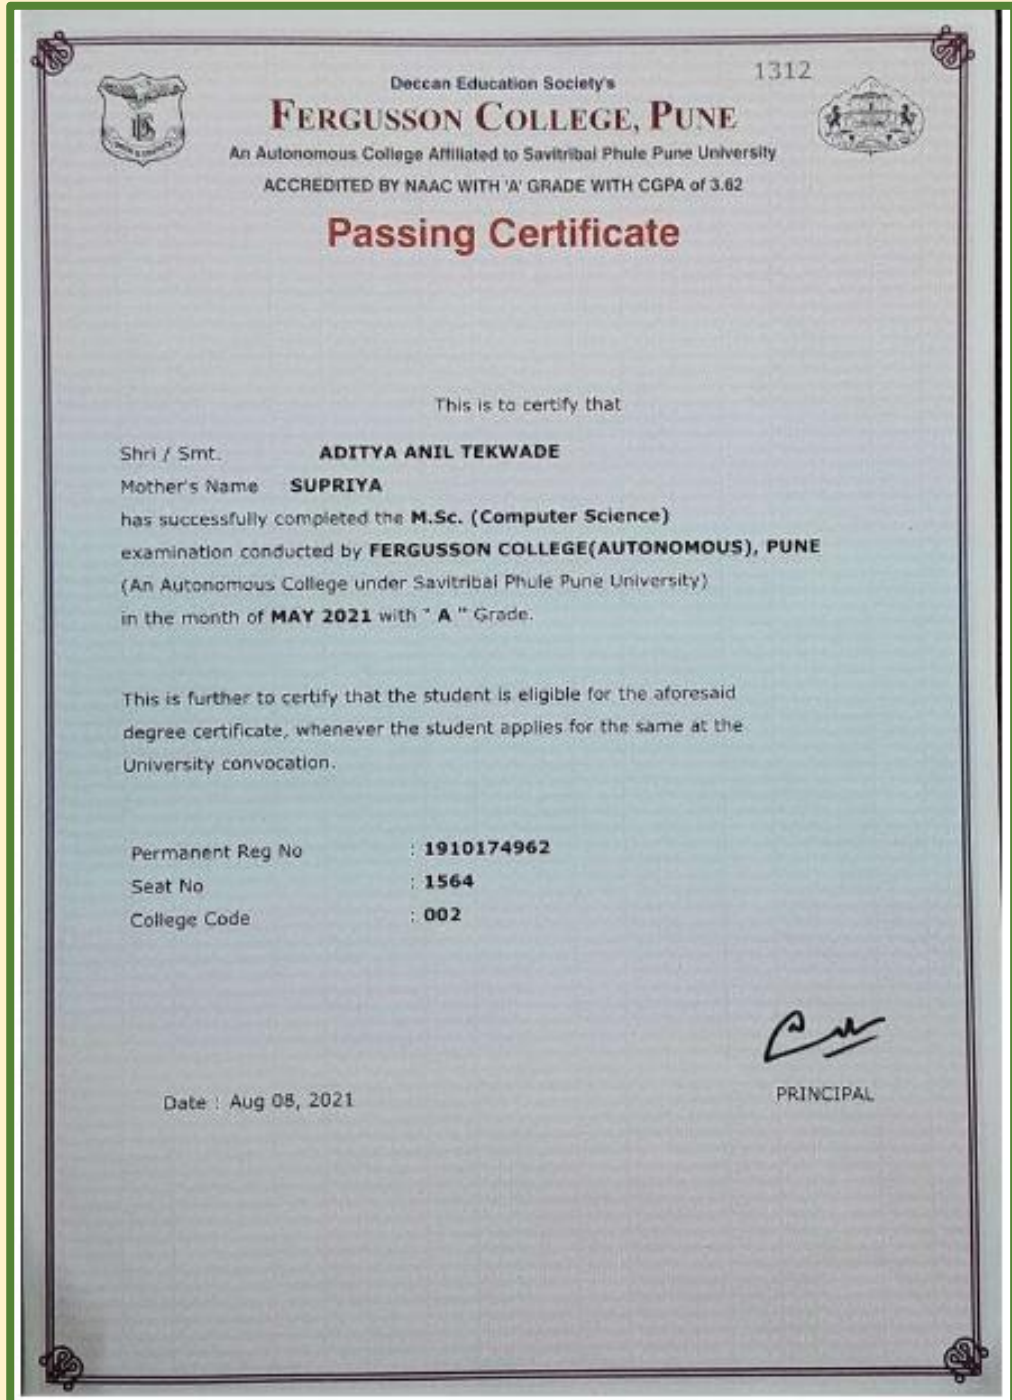 1312
Deccan Education Society's
FERGUSSON COLLEGE, PUNE
An Autonomous College Affiliated to Savitribai Phule Pune University
ACCREDITED BY NAAC WITH 'A' GRADE WITH CGPA of 3.62
Passing Certificate
This is to certify that
Shri / Smt. ADITYA ANIL TEKWADE
Mother's Name SUPRIYA
has successfully completed the M.Sc. (Computer Science)
examination conducted by FERGUSSON COLLEGE(AUTONOMOUS), PUNE
(An Autonomous College under Savitribai Phule Pune University)
in the month of MAY 2021 with " A " Grade.
This is further to certify that the student is eligible for the aforesaid
degree certificate, whenever the student applies for the same at the
University convocation.
Permanent Reg No : 1910174962
Seat No : 1564
College Code : 002
Date : Aug 08, 2021
PRINCIPAL